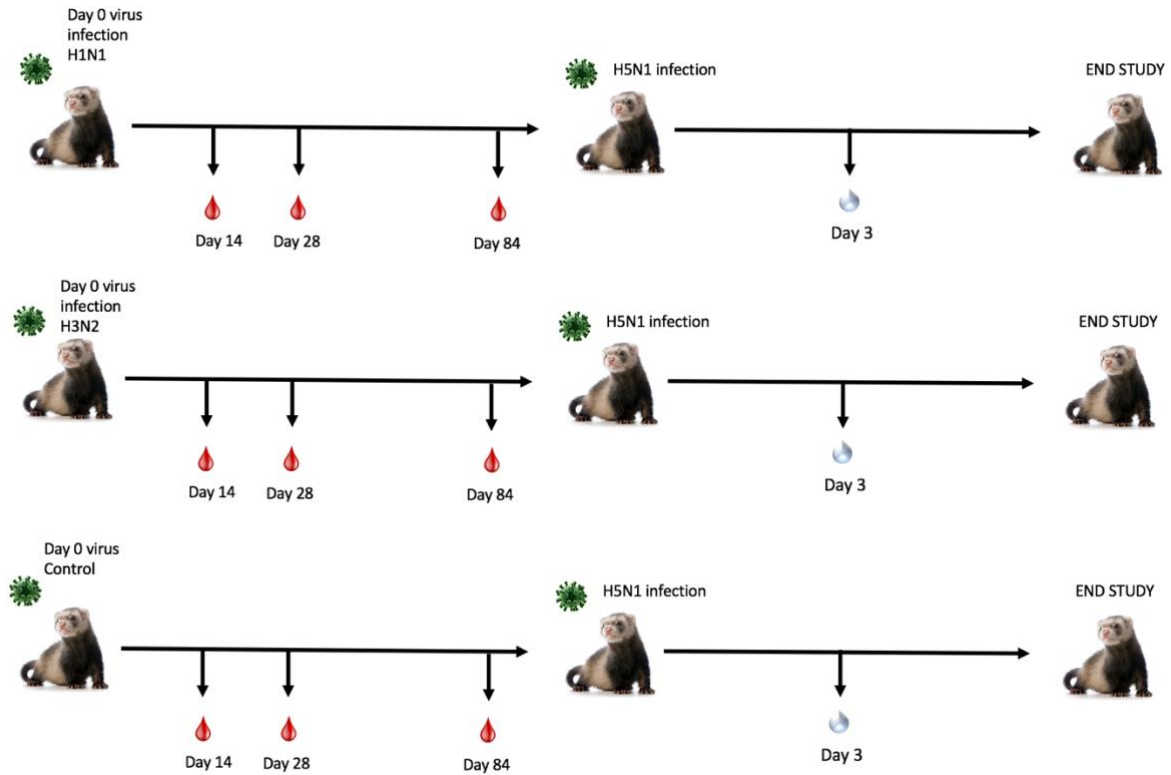 Day 0 virus
infection
H1N1
H5N1 infection
END STUDY
Day 14
Day 28
Day 84
Day 3
Day 0 virus
infection
H3N2
H5N1 infection
END STUDY
Day 14
Day 28
Day 84
Day 3
Day 0 virus
Control
H5N1 infection
END STUDY
Day 14
Day 28
Day 84
Day 3